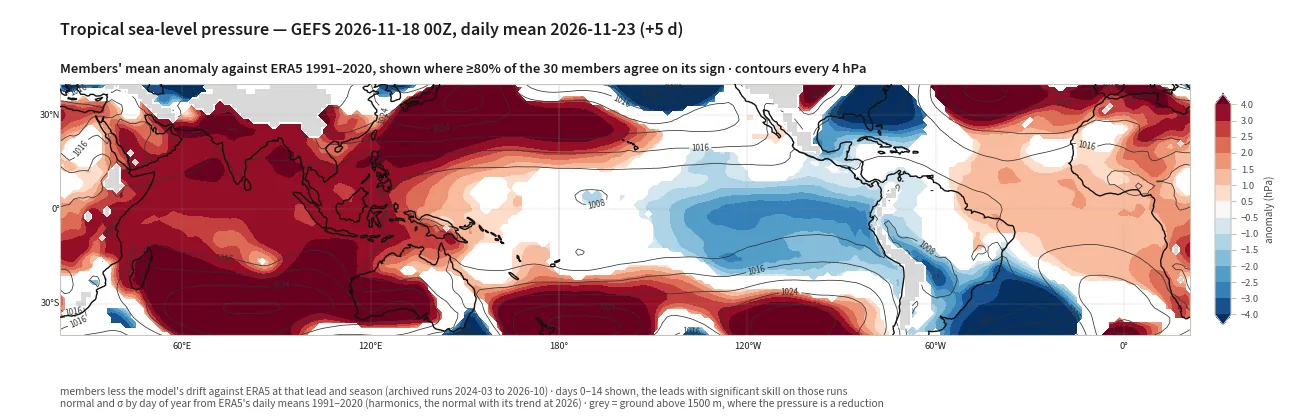 Tropical sea-level pressure — GEFS 2026-11-18 00Z, daily mean 2026-11-23 (+5 d)
Members' mean anomaly against ERA5 1991–2020, shown where ≥80% of the 30 members agree on its sign · contours every 4 hPa
30°N
0°
30°S
60°E
120°E
180°
120°W
60°W
0°
1016
1016
1016
1024
1016
1008
1016
1016
1024
1008
1016
1016
4.0
3.0
2.5
2.0
1.5
1.0
0.5
−0.5
−1.0
−1.5
−2.0
−2.5
−3.0
−4.0
anomaly (hPa)
members less the model's drift against ERA5 at that lead and season (archived runs 2024-03 to 2026-10) · days 0–14 shown, the leads with significant skill on those runs
normal and σ by day of year from ERA5's daily means 1991–2020 (harmonics, the normal with its trend at 2026) · grey = ground above 1500 m, where the pressure is a reduction